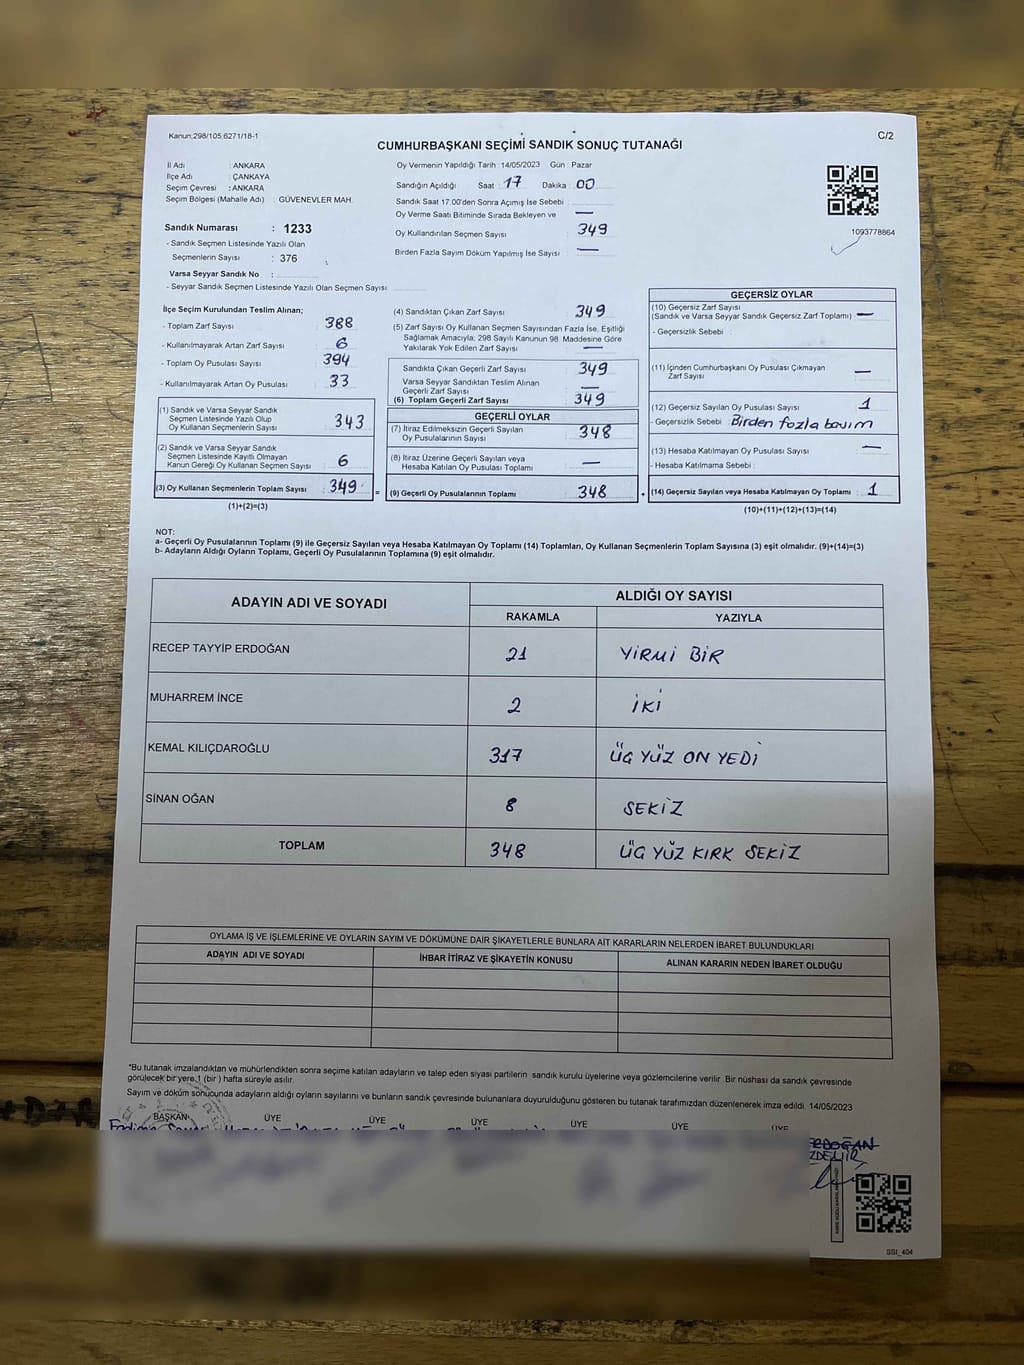 Kanun;298/105;6271/18-1
C/2
CUMHURBAŞKANI SEÇİMİ SANDIK SONUÇ TUTANAĞI
İl Adı : ANKARA
İlçe Adı : ÇANKAYA
Seçim Çevresi : ANKARA
Seçim Bölgesi (Mahalle Adı) : GÜVENEVLER MAH.
Sandık Numarası : 1233
- Sandık Seçmen Listesinde Yazılı Olan
Seçmenlerin Sayısı : 376
Varsa Seyyar Sandık No :
- Seyyar Sandık Seçmen Listesinde Yazılı Olan Seçmen Sayısı:
Oy Vermenin Yapıldığı Tarih : 14/05/2023 Gün : Pazar
Sandığın Açıldığı Saat : 17 Dakika : 00
Sandık Saat 17.00'den Sonra Açımış İse Sebebi :
Oy Verme Saati Bitiminde Sırada Bekleyen ve : —
Oy Kullandırılan Seçmen Sayısı : 349
Birden Fazla Sayım Döküm Yapılmış İse Sayısı : —
1093778864
İlçe Seçim Kurulundan Teslim Alınan;
- Toplam Zarf Sayısı : 388
- Kullanılmayarak Artan Zarf Sayısı : 6
- Toplam Oy Pusulası Sayısı : 394
- Kullanılmayarak Artan Oy Pusulası : 33
(1) Sandık ve Varsa Seyyar Sandık
Seçmen Listesinde Yazılı Olup
Oy Kullanan Seçmenlerin Sayısı : 343
(2) Sandık ve Varsa Seyyar Sandık
Seçmen Listesinde Kayıtlı Olmayan
Kanun Gereği Oy Kullanan Seçmen Sayısı : 6
(3) Oy Kullanan Seçmenlerin Toplam Sayısı : 349
(1)+(2)=(3)
(4) Sandıktan Çıkan Zarf Sayısı : 349
(5) Zarf Sayısı Oy Kullanan Seçmen Sayısından Fazla İse, Eşitliği
Sağlamak Amacıyla; 298 Sayılı Kanunun 98. Maddesine Göre
Yakılarak Yok Edilen Zarf Sayısı : —
Sandıkta Çıkan Geçerli Zarf Sayısı : 349
Varsa Seyyar Sandıktan Teslim Alınan
Geçerli Zarf Sayısı : —
(6) Toplam Geçerli Zarf Sayısı : 349
GEÇERLİ OYLAR
(7) İtiraz Edilmeksizin Geçerli Sayılan
Oy Pusulalarının Sayısı : 348
(8) İtiraz Üzerine Geçerli Sayılan veya
Hesaba Katılan Oy Pusulası Toplamı : —
= (9) Geçerli Oy Pusulalarının Toplamı : 348
GEÇERSİZ OYLAR
(10) Geçersiz Zarf Sayısı
(Sandık ve Varsa Seyyar Sandık Geçersiz Zarf Toplamı) : —
- Geçersizlik Sebebi :
(11) İçinden Cumhurbaşkanı Oy Pusulası Çıkmayan
Zarf Sayısı : —
(12) Geçersiz Sayılan Oy Pusulası Sayısı : 1
- Geçersizlik Sebebi : Birden fazla basım
(13) Hesaba Katılmayan Oy Pusulası Sayısı : —
- Hesaba Katılmama Sebebi :
+ (14) Geçersiz Sayılan veya Hesaba Katılmayan Oy Toplamı : 1
(10)+(11)+(12)+(13)=(14)
NOT:
a- Geçerli Oy Pusulalarının Toplamı (9) ile Geçersiz Sayılan veya Hesaba Katılmayan Oy Toplamı (14) Toplamları, Oy Kullanan Seçmenlerin Toplam Sayısına (3) eşit olmalıdır. (9)+(14)=(3)
b- Adayların Aldığı Oyların Toplamı, Geçerli Oy Pusulalarının Toplamına (9) eşit olmalıdır.
ADAYIN ADI VE SOYADI ALDIĞI OY SAYISI
RAKAMLA YAZIYLA
RECEP TAYYİP ERDOĞAN 21 YİRMİ BİR
MUHARREM İNCE 2 İKİ
KEMAL KILIÇDAROĞLU 317 ÜÇ YÜZ ON YEDİ
SİNAN OĞAN 8 SEKİZ
TOPLAM 348 ÜÇ YÜZ KIRK SEKİZ
OYLAMA İŞ VE İŞLEMLERİNE VE OYLARIN SAYIM VE DÖKÜMÜNE DAİR ŞİKAYETLERLE BUNLARA AİT KARARLARIN NELERDEN İBARET BULUNDUKLARI
ADAYIN ADI VE SOYADI İHBAR İTİRAZ VE ŞİKAYETİN KONUSU ALINAN KARARIN NEDEN İBARET OLDUĞU
*Bu tutanak imzalandıktan ve mühürlendikten sonra seçime katılan adayların ve talep eden siyasi partilerin sandık kurulu üyelerine veya gözlemcilerine verilir. Bir nüshası da sandık çevresinde
görülecek bir yere 1 (bir ) hafta süreyle asılır.
Sayım ve döküm sonucunda adayların aldığı oyların sayılarını ve bunların sandık çevresinde bulunanlara duyurulduğunu gösteren bu tutanak tarafımızdan düzenlenerek imza edildi. 14/05/2023
BAŞKAN ÜYE ÜYE ÜYE ÜYE ÜYE ÜYE
SSI_404